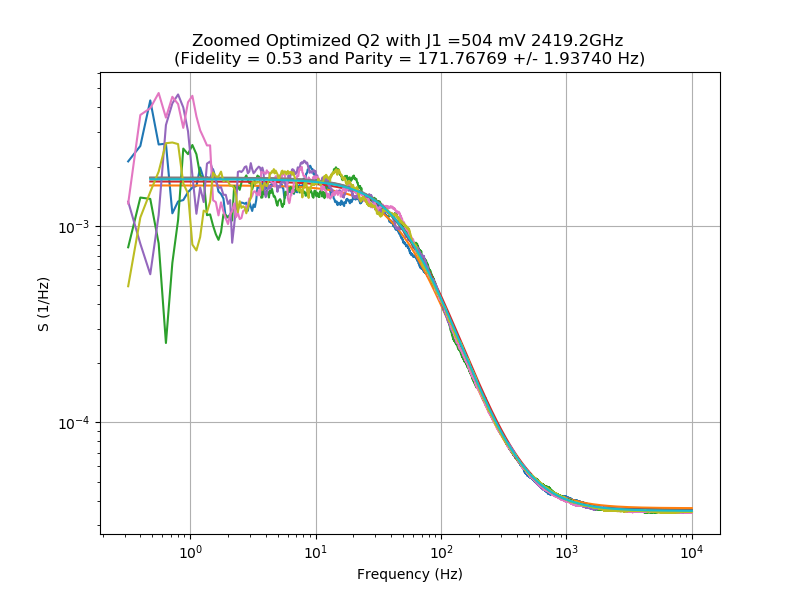 Zoomed Optimized Q2 with J1 =504 mV 2419.2GHz
(Fidelity = 0.53 and Parity = 171.76769 +/- 1.93740 Hz)
S (1/Hz)
10⁻³
10⁻⁴
10⁰ 10¹ 10² 10³ 10⁴
Frequency (Hz)